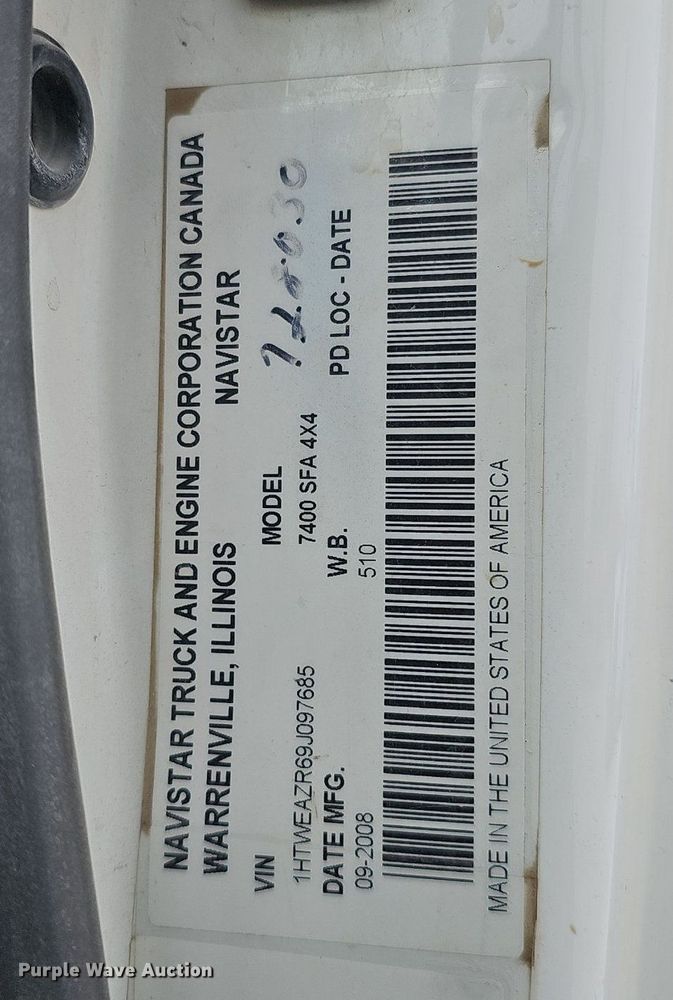 NAVISTAR TRUCK AND ENGINE CORPORATION CANADA
WARRENVILLE, ILLINOIS NAVISTAR
VIN MODEL
1HTWEAZR69J097685 7400 SFA 4X4
DATE MFG. W.B. PD LOC - DATE
09-2008 510
MADE IN THE UNITED STATES OF AMERICA
Purple Wave Auction